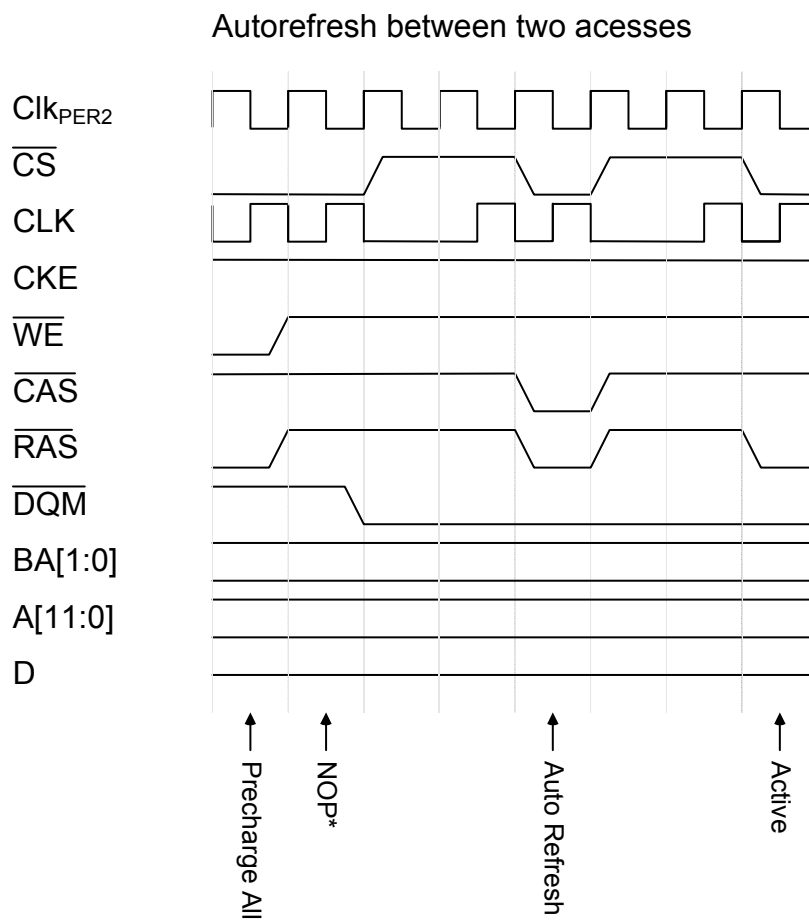 Autorefresh between two acesses
Clk_PER2
CS
CLK
CKE
WE
CAS
RAS
DQM
BA[1:0]
A[11:0]
D
Precharge All
NOP*
Auto Refresh
Active